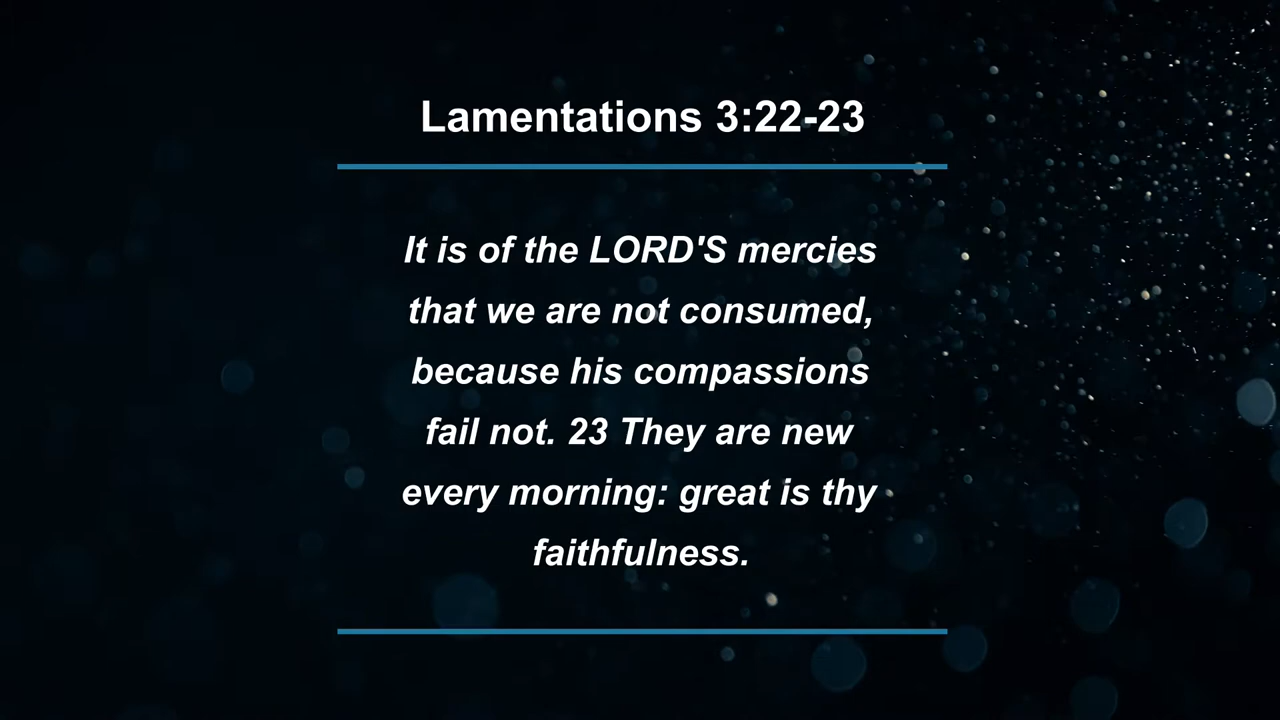 Lamentations 3:22-23
It is of the LORD'S mercies
that we are not consumed,
because his compassions
fail not. 23 They are new
every morning: great is thy
faithfulness.